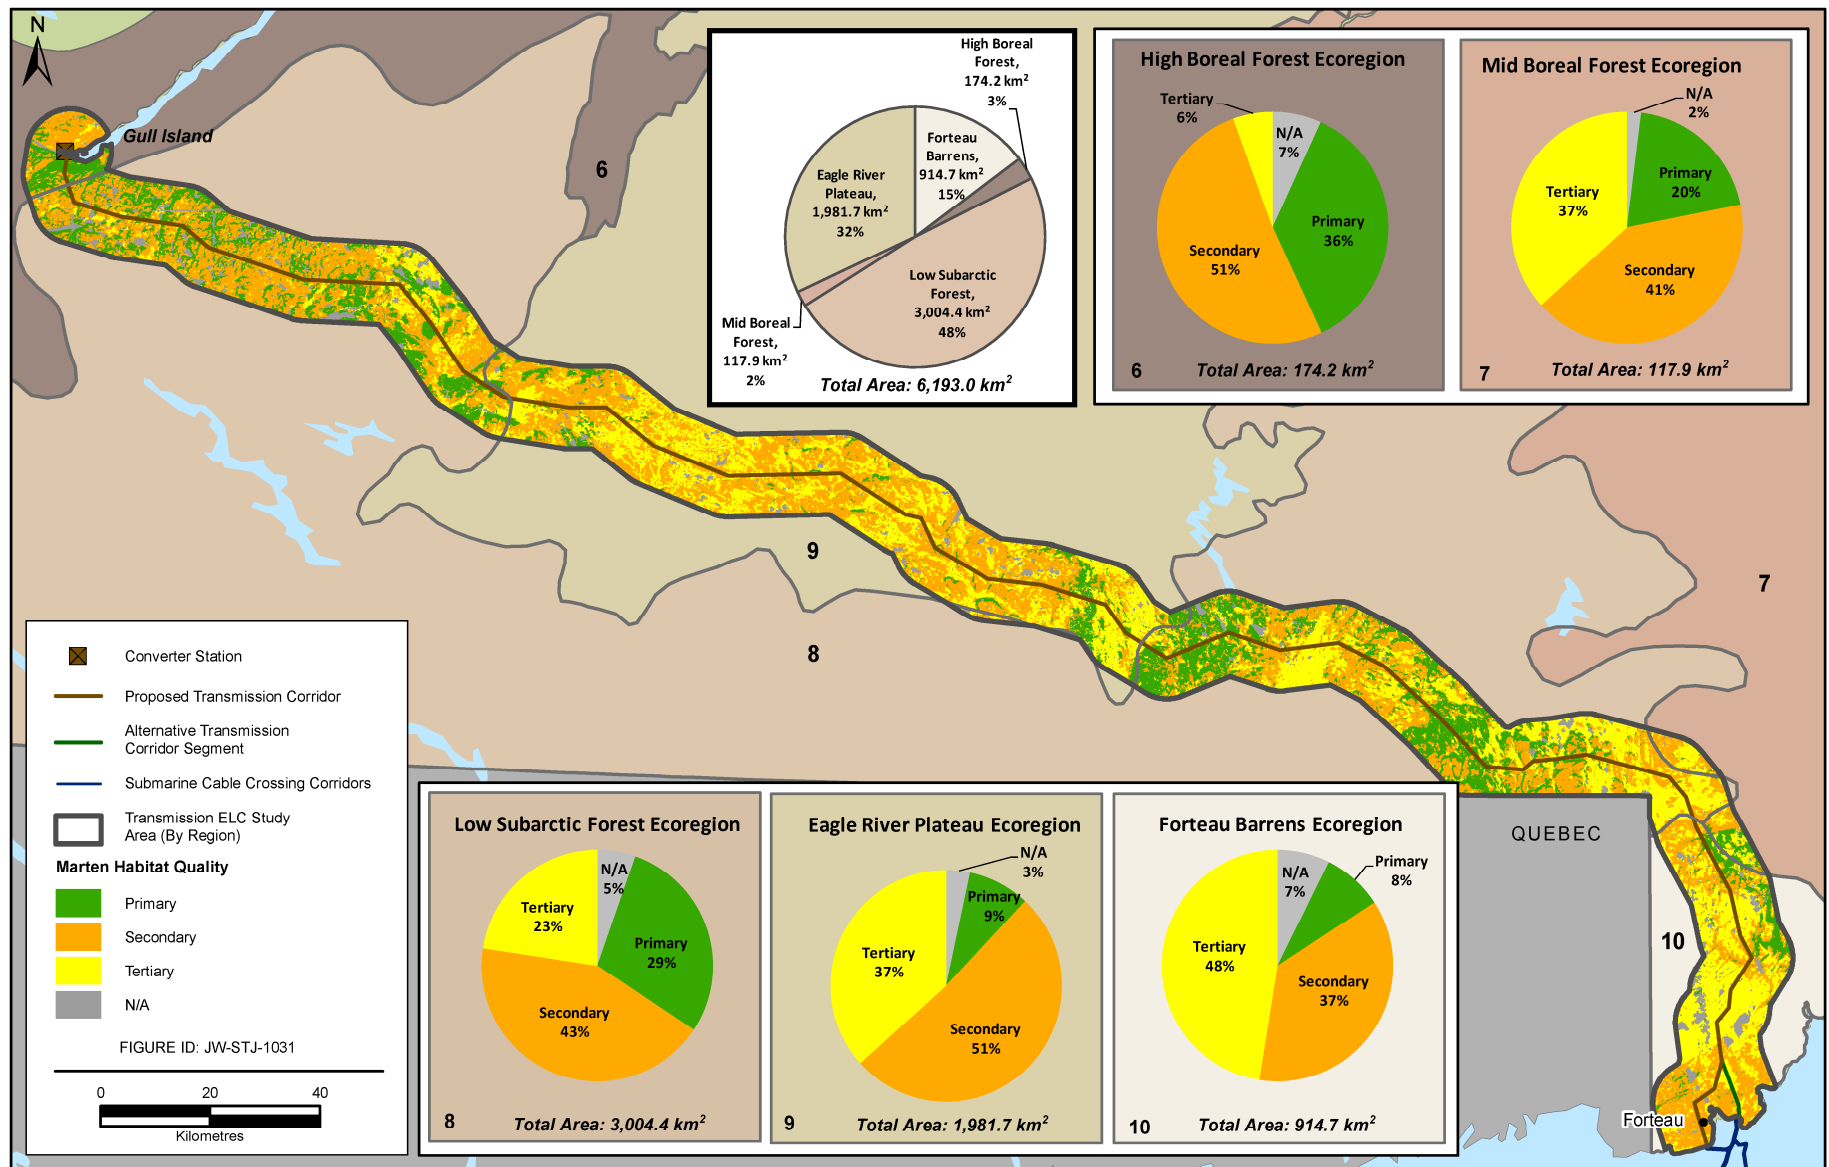 N
Gull Island
6
9
8
7
10
QUEBEC
Forteau
High Boreal
Forest,
174.2 km²
3%
Forteau
Barrens,
914.7 km²
15%
Eagle River
Plateau,
1,981.7 km²
32%
Low Subarctic
Forest,
3,004.4 km²
48%
Mid Boreal
Forest,
117.9 km²
2%
Total Area: 6,193.0 km²
High Boreal Forest Ecoregion
Tertiary
6%
N/A
7%
Primary
36%
Secondary
51%
6
Total Area: 174.2 km²
Mid Boreal Forest Ecoregion
N/A
2%
Primary
20%
Tertiary
37%
Secondary
41%
7
Total Area: 117.9 km²
Converter Station
Proposed Transmission Corridor
Alternative Transmission
Corridor Segment
Submarine Cable Crossing Corridors
Transmission ELC Study
Area (By Region)
Marten Habitat Quality
Primary
Secondary
Tertiary
N/A
FIGURE ID: JW-STJ-1031
0 20 40
Kilometres
Low Subarctic Forest Ecoregion
N/A
5%
Tertiary
23%
Primary
29%
Secondary
43%
8
Total Area: 3,004.4 km²
Eagle River Plateau Ecoregion
N/A
3%
Primary
9%
Tertiary
37%
Secondary
51%
9
Total Area: 1,981.7 km²
Forteau Barrens Ecoregion
N/A
7%
Primary
8%
Tertiary
48%
Secondary
37%
10
Total Area: 914.7 km²